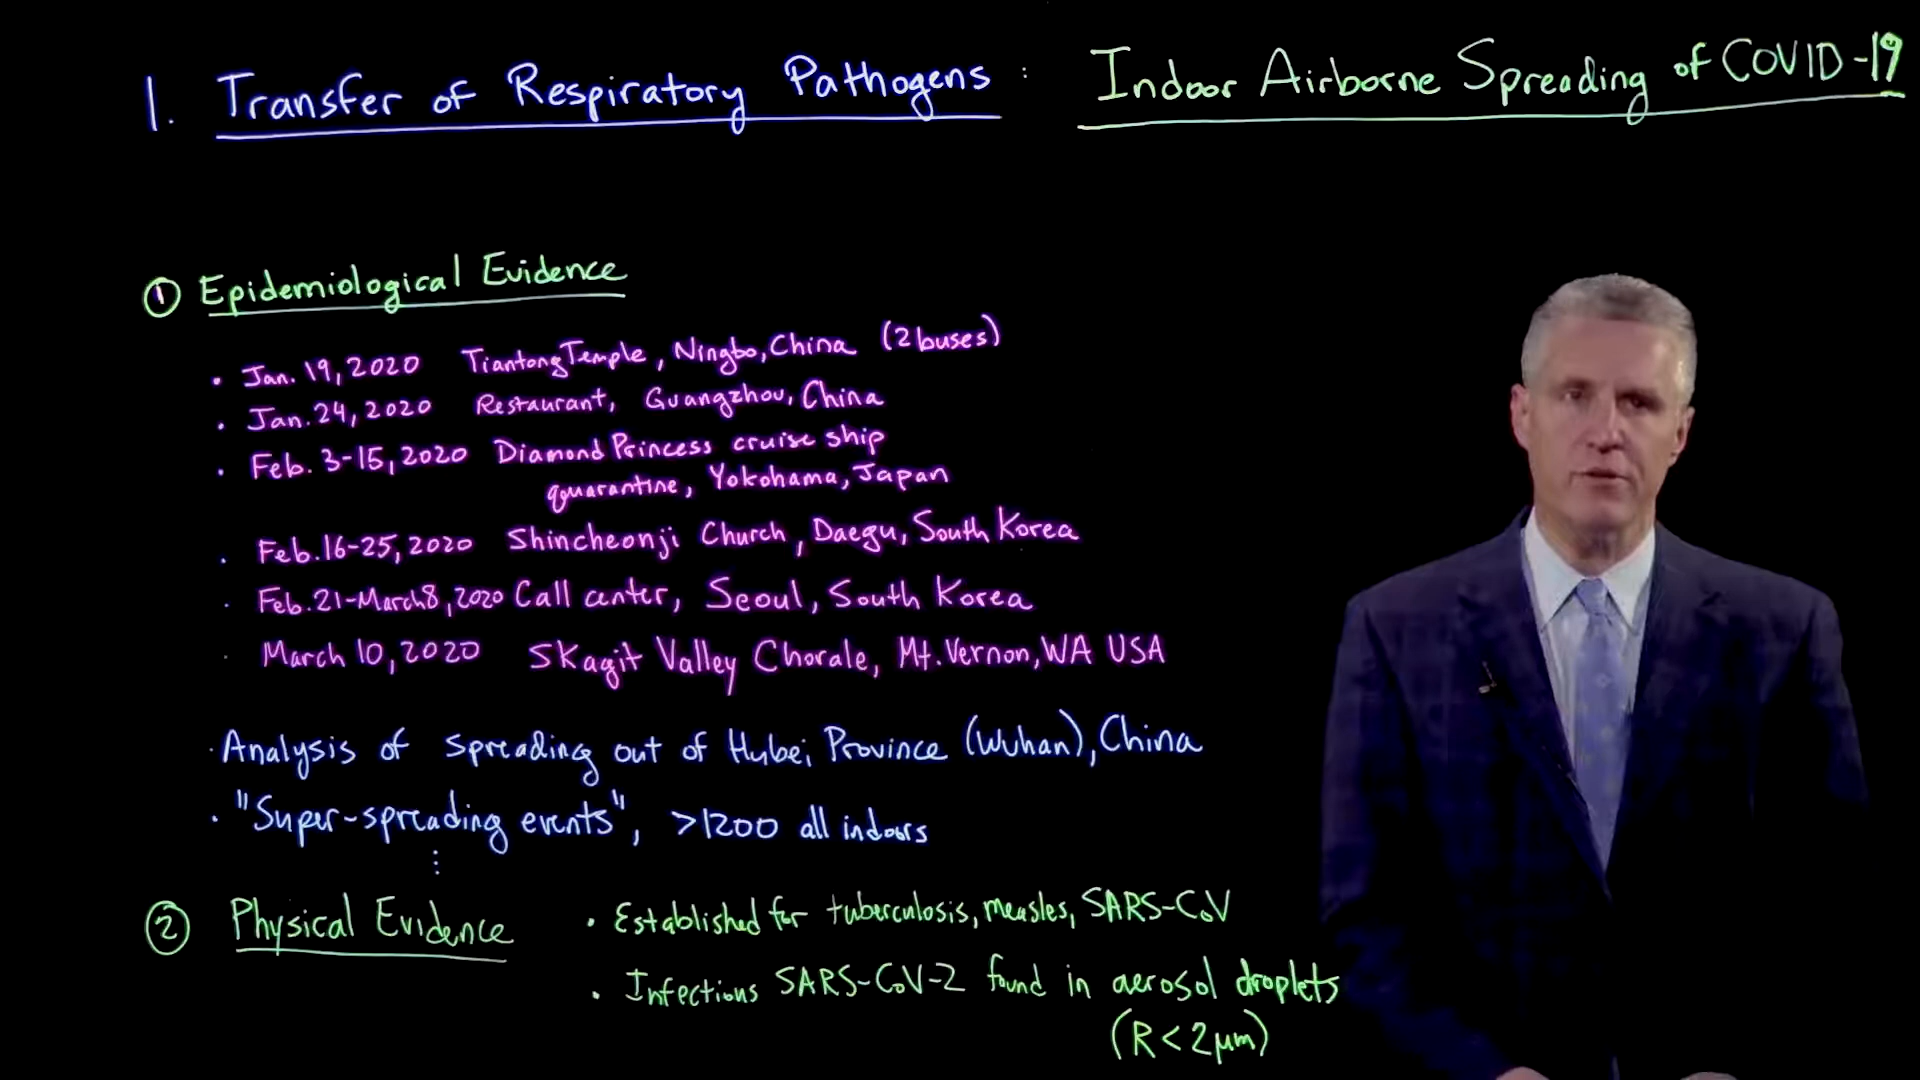 1. Transfer of Respiratory Pathogens : Indoor Airborne Spreading of COVID-19
① Epidemiological Evidence
• Jan. 19, 2020 Tiantong Temple, Ningbo, China (2 buses)
• Jan. 24, 2020 Restaurant, Guangzhou, China
• Feb. 3-15, 2020 Diamond Princess cruise ship
quarantine, Yokohama, Japan
• Feb. 16-25, 2020 Shincheonji Church, Daegu, South Korea
• Feb. 21-March 8, 2020 Call center, Seoul, South Korea
• March 10, 2020 Skagit Valley Chorale, Mt. Vernon, WA USA
• Analysis of spreading out of Hubei Province (Wuhan), China
• "Super-spreading events", >1200 all indoors
⋮
② Physical Evidence • Established for tuberculosis, measles, SARS-CoV
• Infectious SARS-CoV-2 found in aerosol droplets
(R < 2μm)